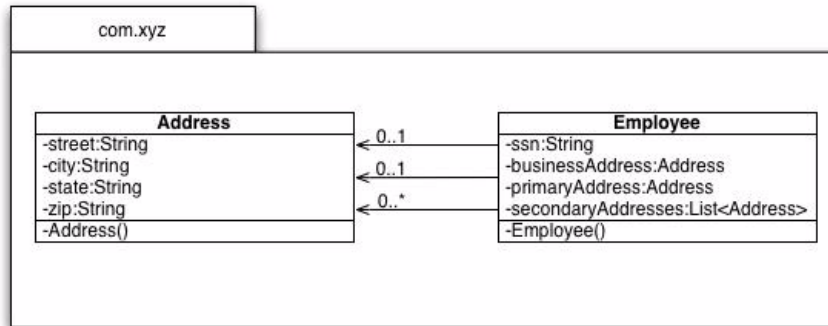 com.xyz
Address
-street:String
-city:String
-state:String
-zip:String
-Address()
0..1
0..1
0..*
Employee
-ssn:String
-businessAddress:Address
-primaryAddress:Address
-secondaryAddresses:List<Address>
-Employee()